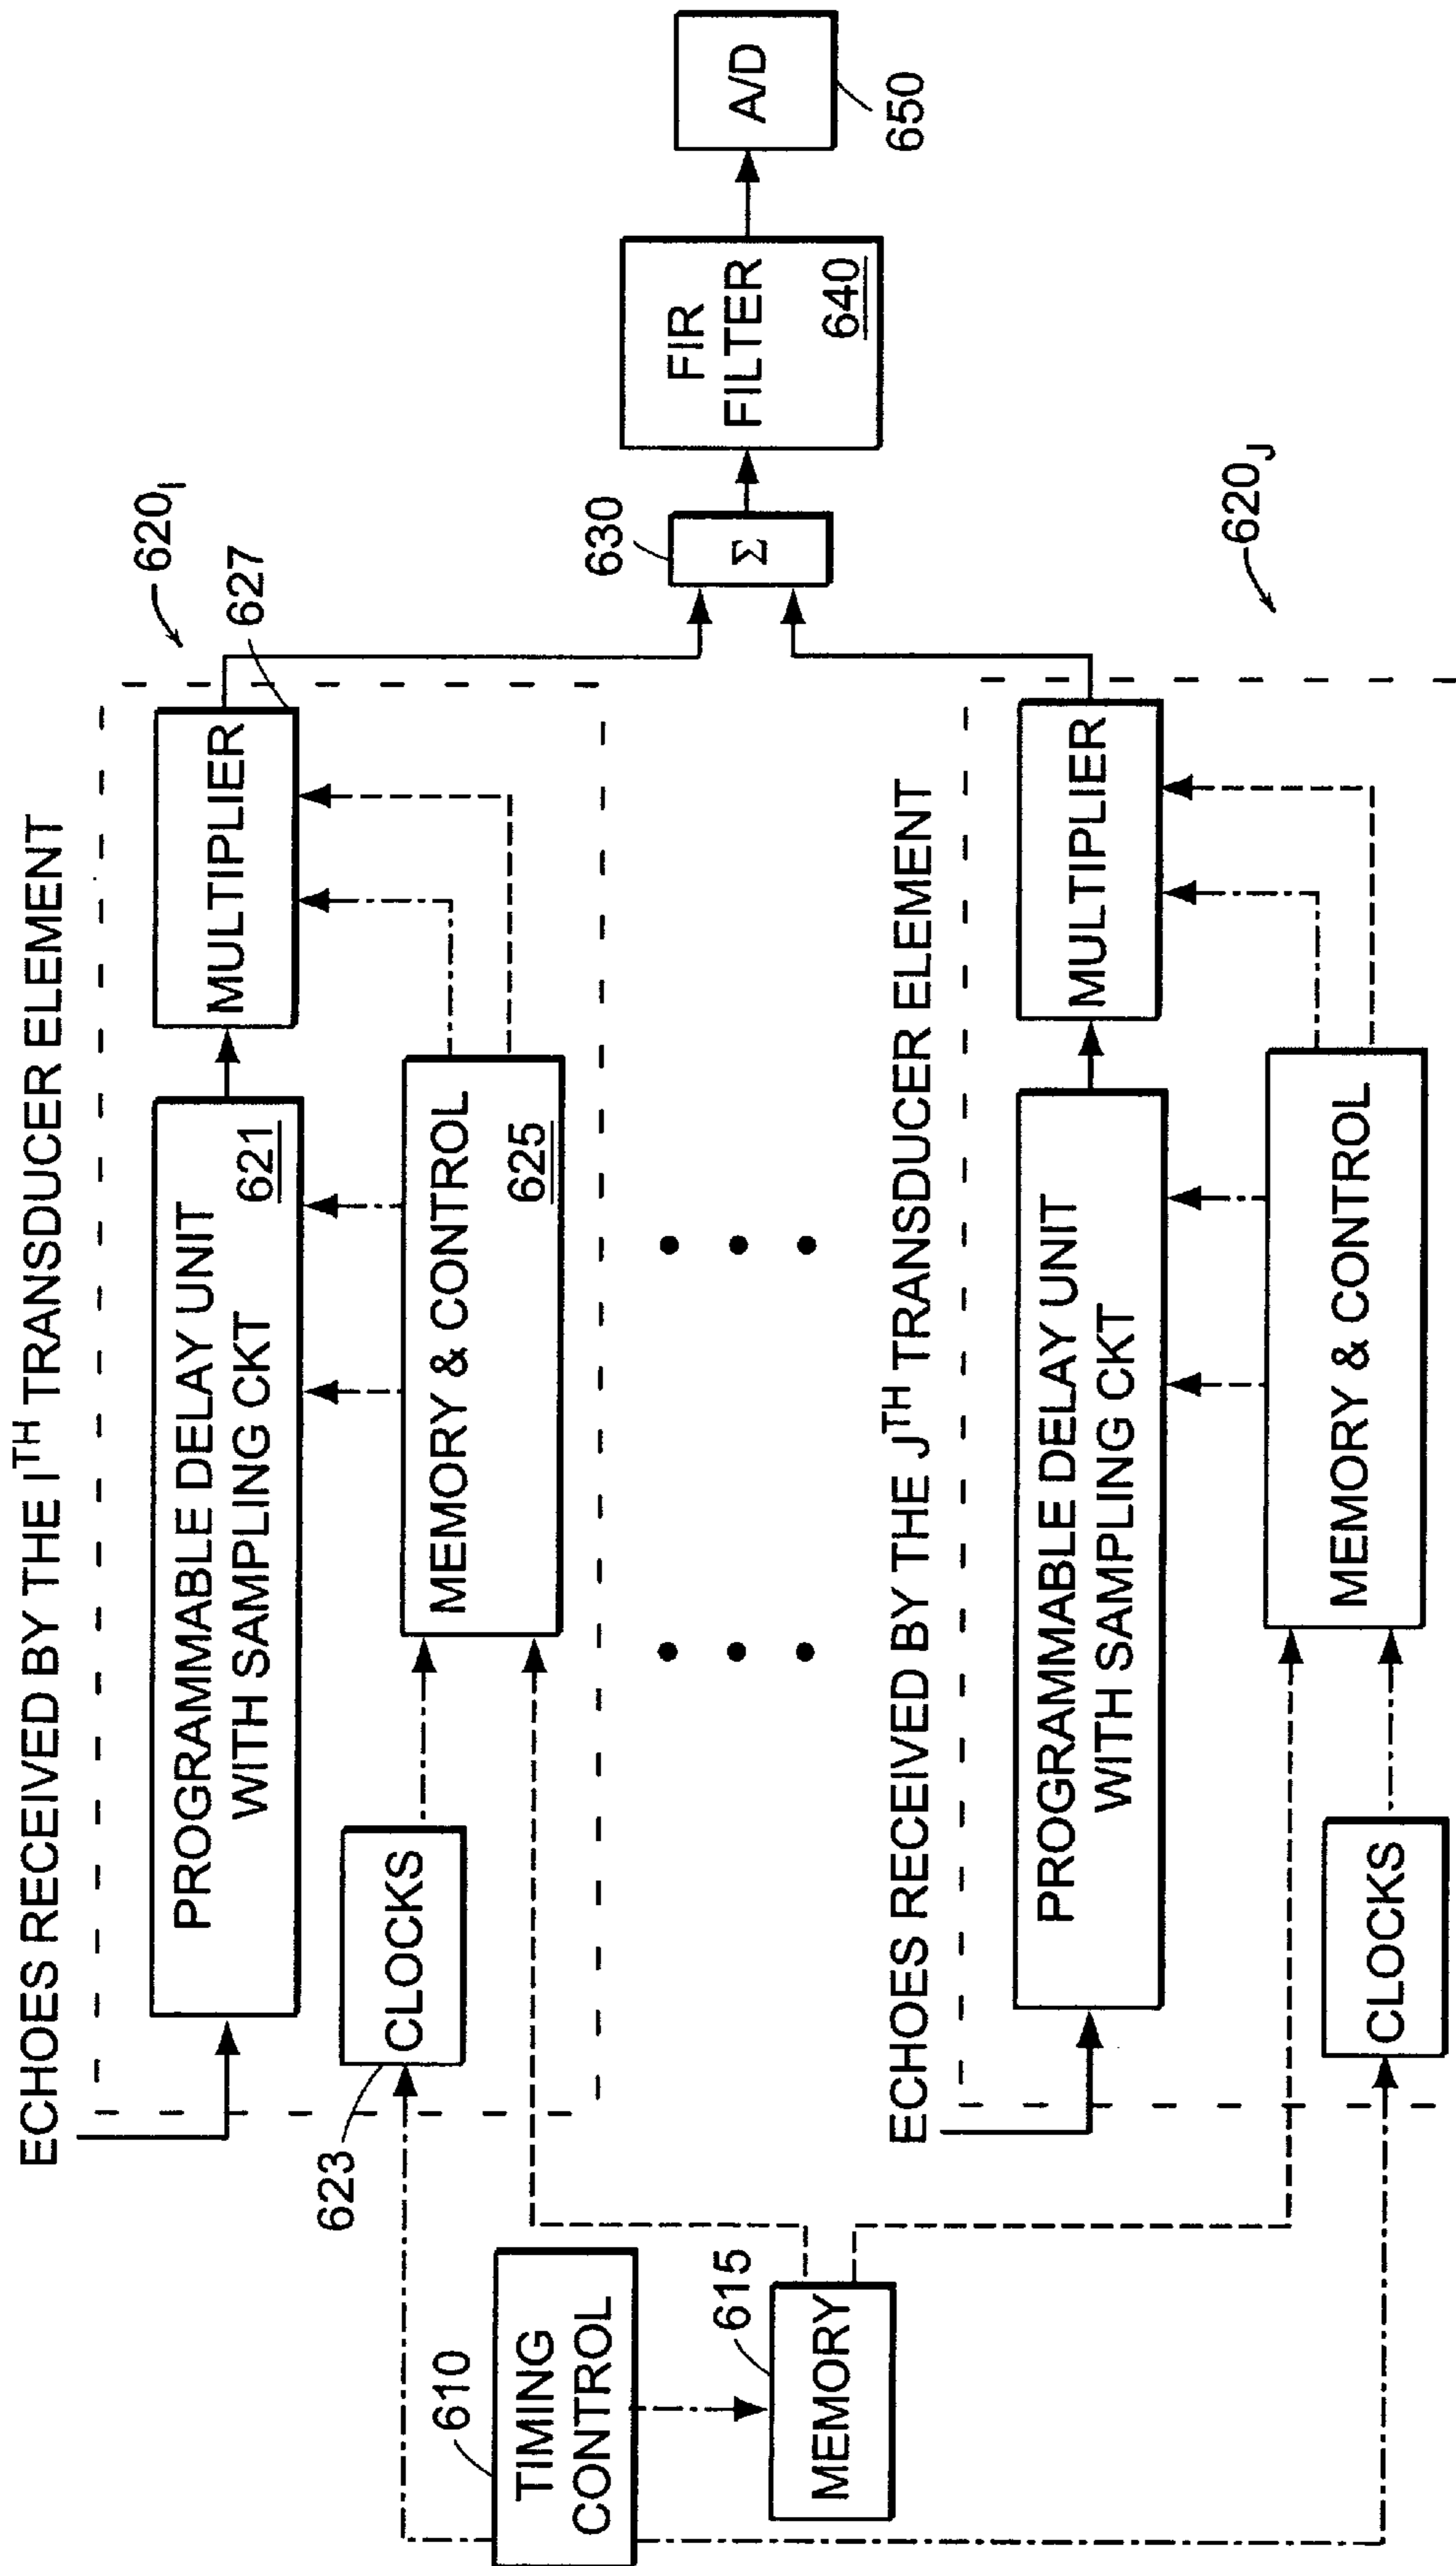 ECHOES RECEIVED BY THE I^TH TRANSDUCER ELEMENT
620_I
PROGRAMMABLE DELAY UNIT
WITH SAMPLING CKT
621
MULTIPLIER
627
623
CLOCKS
MEMORY & CONTROL
625
610
TIMING
CONTROL
615
MEMORY
630
Σ
FIR
FILTER
640
A/D
650
ECHOES RECEIVED BY THE J^TH TRANSDUCER ELEMENT
620_J
PROGRAMMABLE DELAY UNIT
WITH SAMPLING CKT
MULTIPLIER
CLOCKS
MEMORY & CONTROL